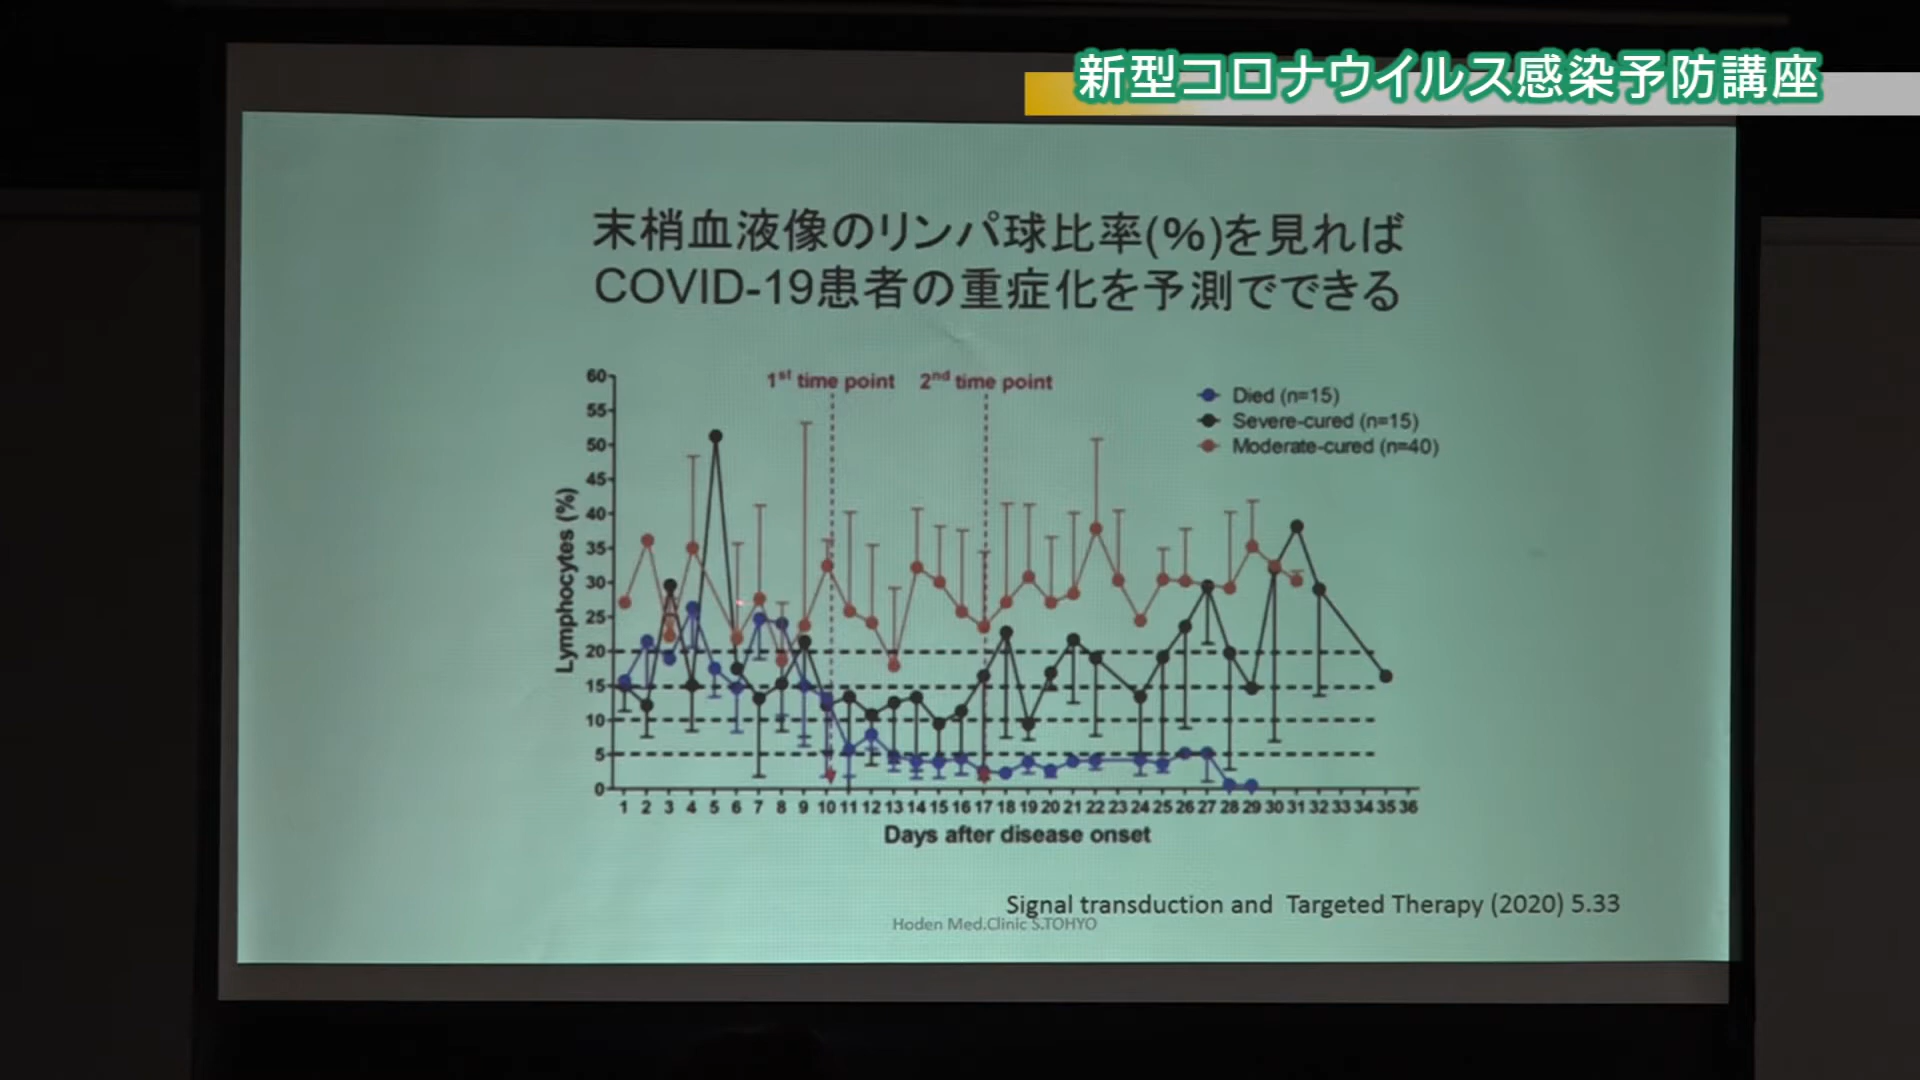 新型コロナウイルス感染予防講座
末梢血液像のリンパ球比率(%)を見れば
COVID-19患者の重症化を予測でできる
1st time point 2nd time point
Died (n=15)
Severe-cured (n=15)
Moderate-cured (n=40)
Lymphocytes (%)
60
55
50
45
40
35
30
25
20
15
10
5
0
1 2 3 4 5 6 7 8 9 10 11 12 13 14 15 16 17 18 19 20 21 22 23 24 25 26 27 28 29 30 31 32 33 34 35 36
Days after disease onset
Signal transduction and Targeted Therapy (2020) 5.33
Hoden Med.Clinic S.TOHYO